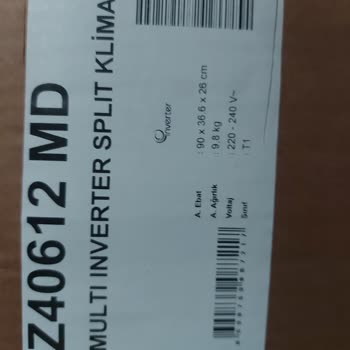 Z40612 MD
MULTI INVERTER SPLIT KLİMA
inverter
A. Ebat : 90 x 36.6 x 26 cm
A. Ağırlık : 9.8 kg
Voltaj : 220 - 240 V~
Sınıf : T1